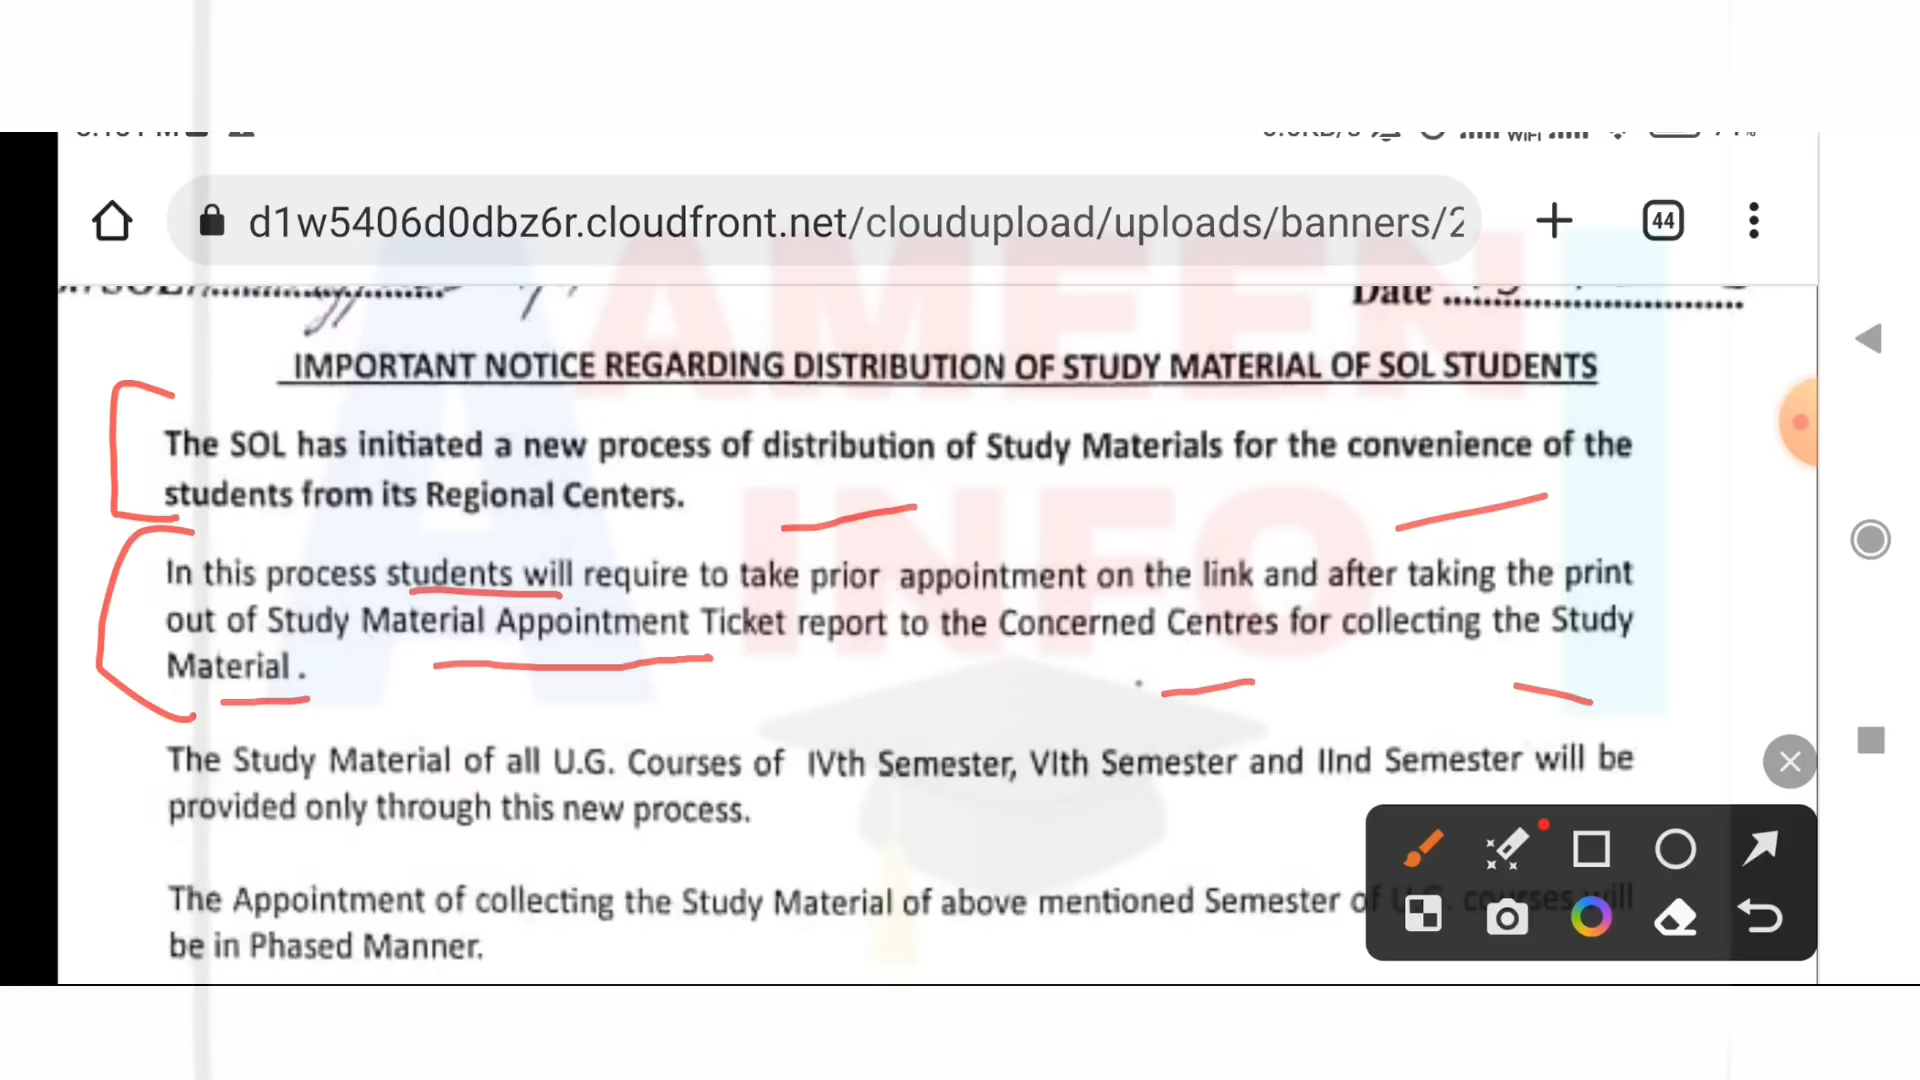 d1w5406d0dbz6r.cloudfront.net/cloudupload/uploads/banners/2
44
Date
IMPORTANT NOTICE REGARDING DISTRIBUTION OF STUDY MATERIAL OF SOL STUDENTS
The SOL has initiated a new process of distribution of Study Materials for the convenience of the
students from its Regional Centers.
In this process students will require to take prior appointment on the link and after taking the print
out of Study Material Appointment Ticket report to the Concerned Centres for collecting the Study
Material .
The Study Material of all U.G. Courses of IVth Semester, VIth Semester and IInd Semester will be
provided only through this new process.
The Appointment of collecting the Study Material of above mentioned Semester of U.G. courses will
be in Phased Manner.
AMEEN
INFO